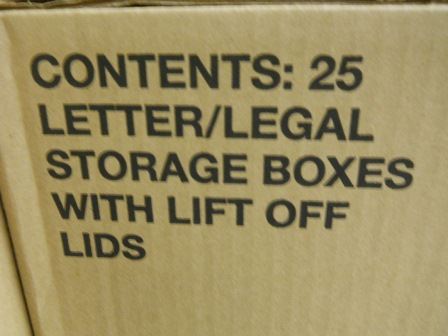 CONTENTS: 25
LETTER/LEGAL
STORAGE BOXES
WITH LIFT OFF
LIDS